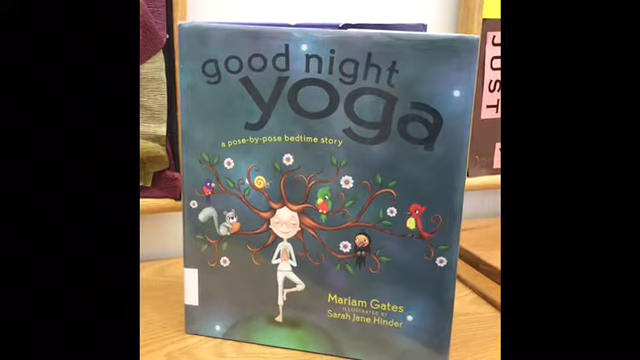 good night
yoga
a pose-by-pose bedtime story
Mariam Gates
ILLUSTRATED BY
Sarah Jane Hinder
JUST